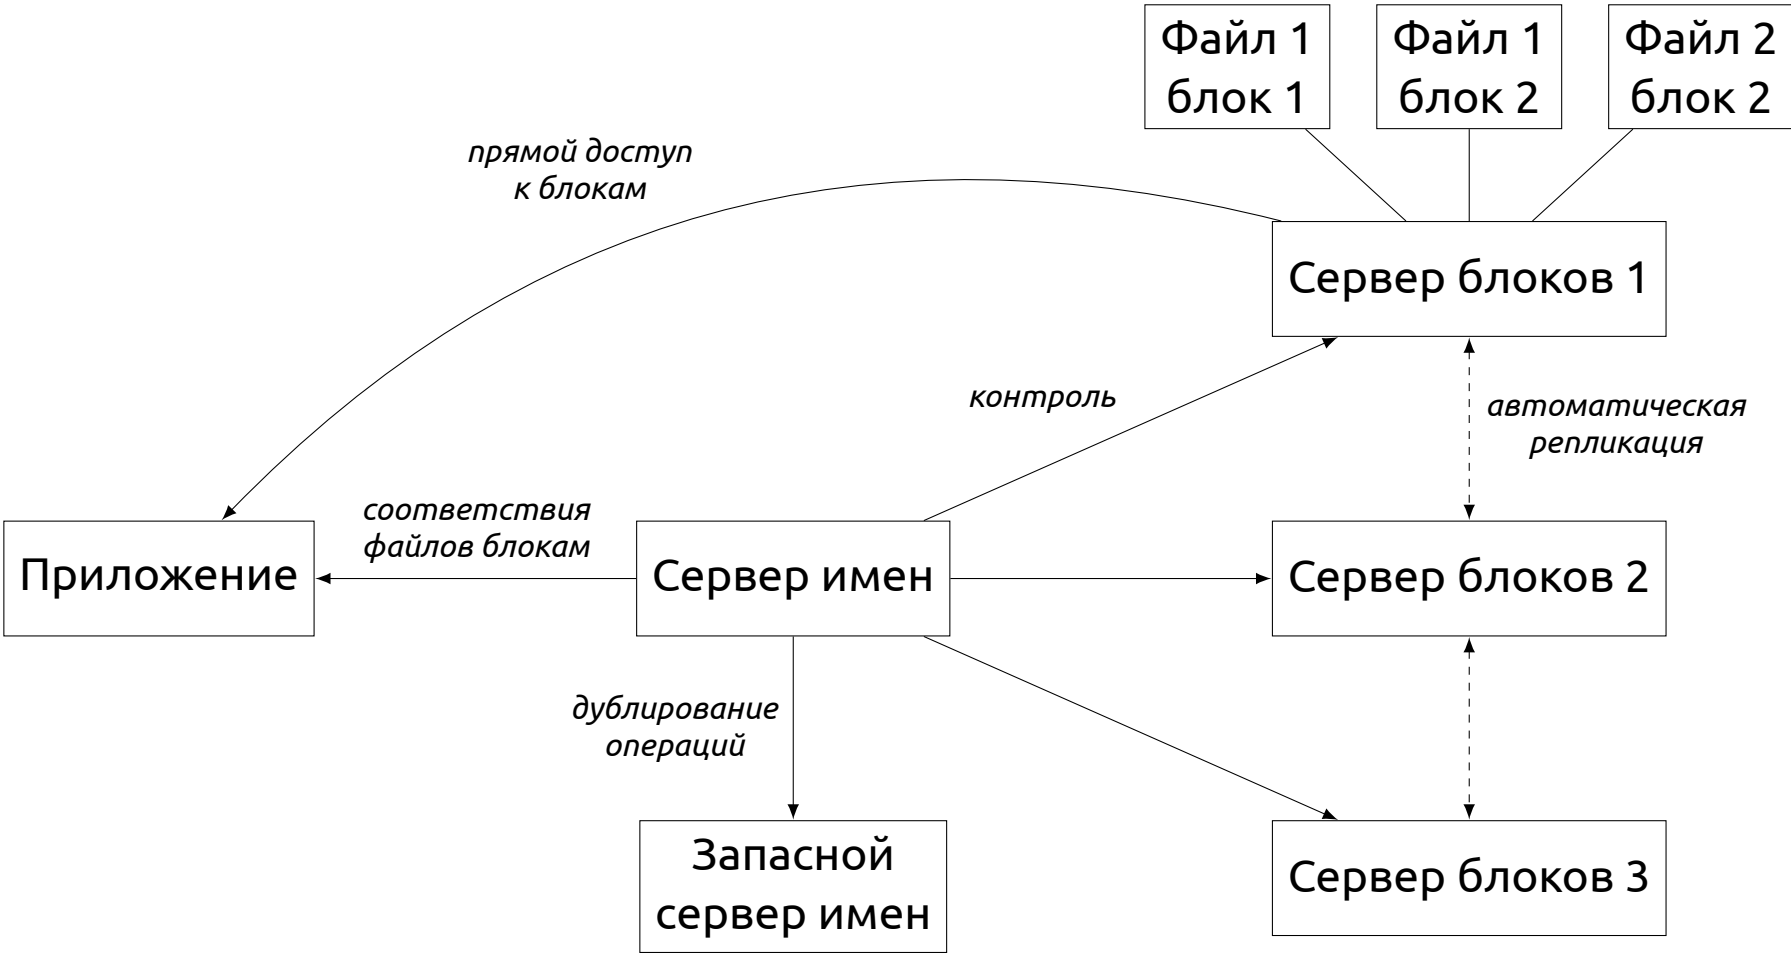 Файл 1
блок 1
Файл 1
блок 2
Файл 2
блок 2
прямой доступ
к блокам
Сервер блоков 1
контроль
автоматическая
репликация
соответствия
файлов блокам
Приложение
Сервер имен
Сервер блоков 2
дублирование
операций
Запасной
сервер имен
Сервер блоков 3